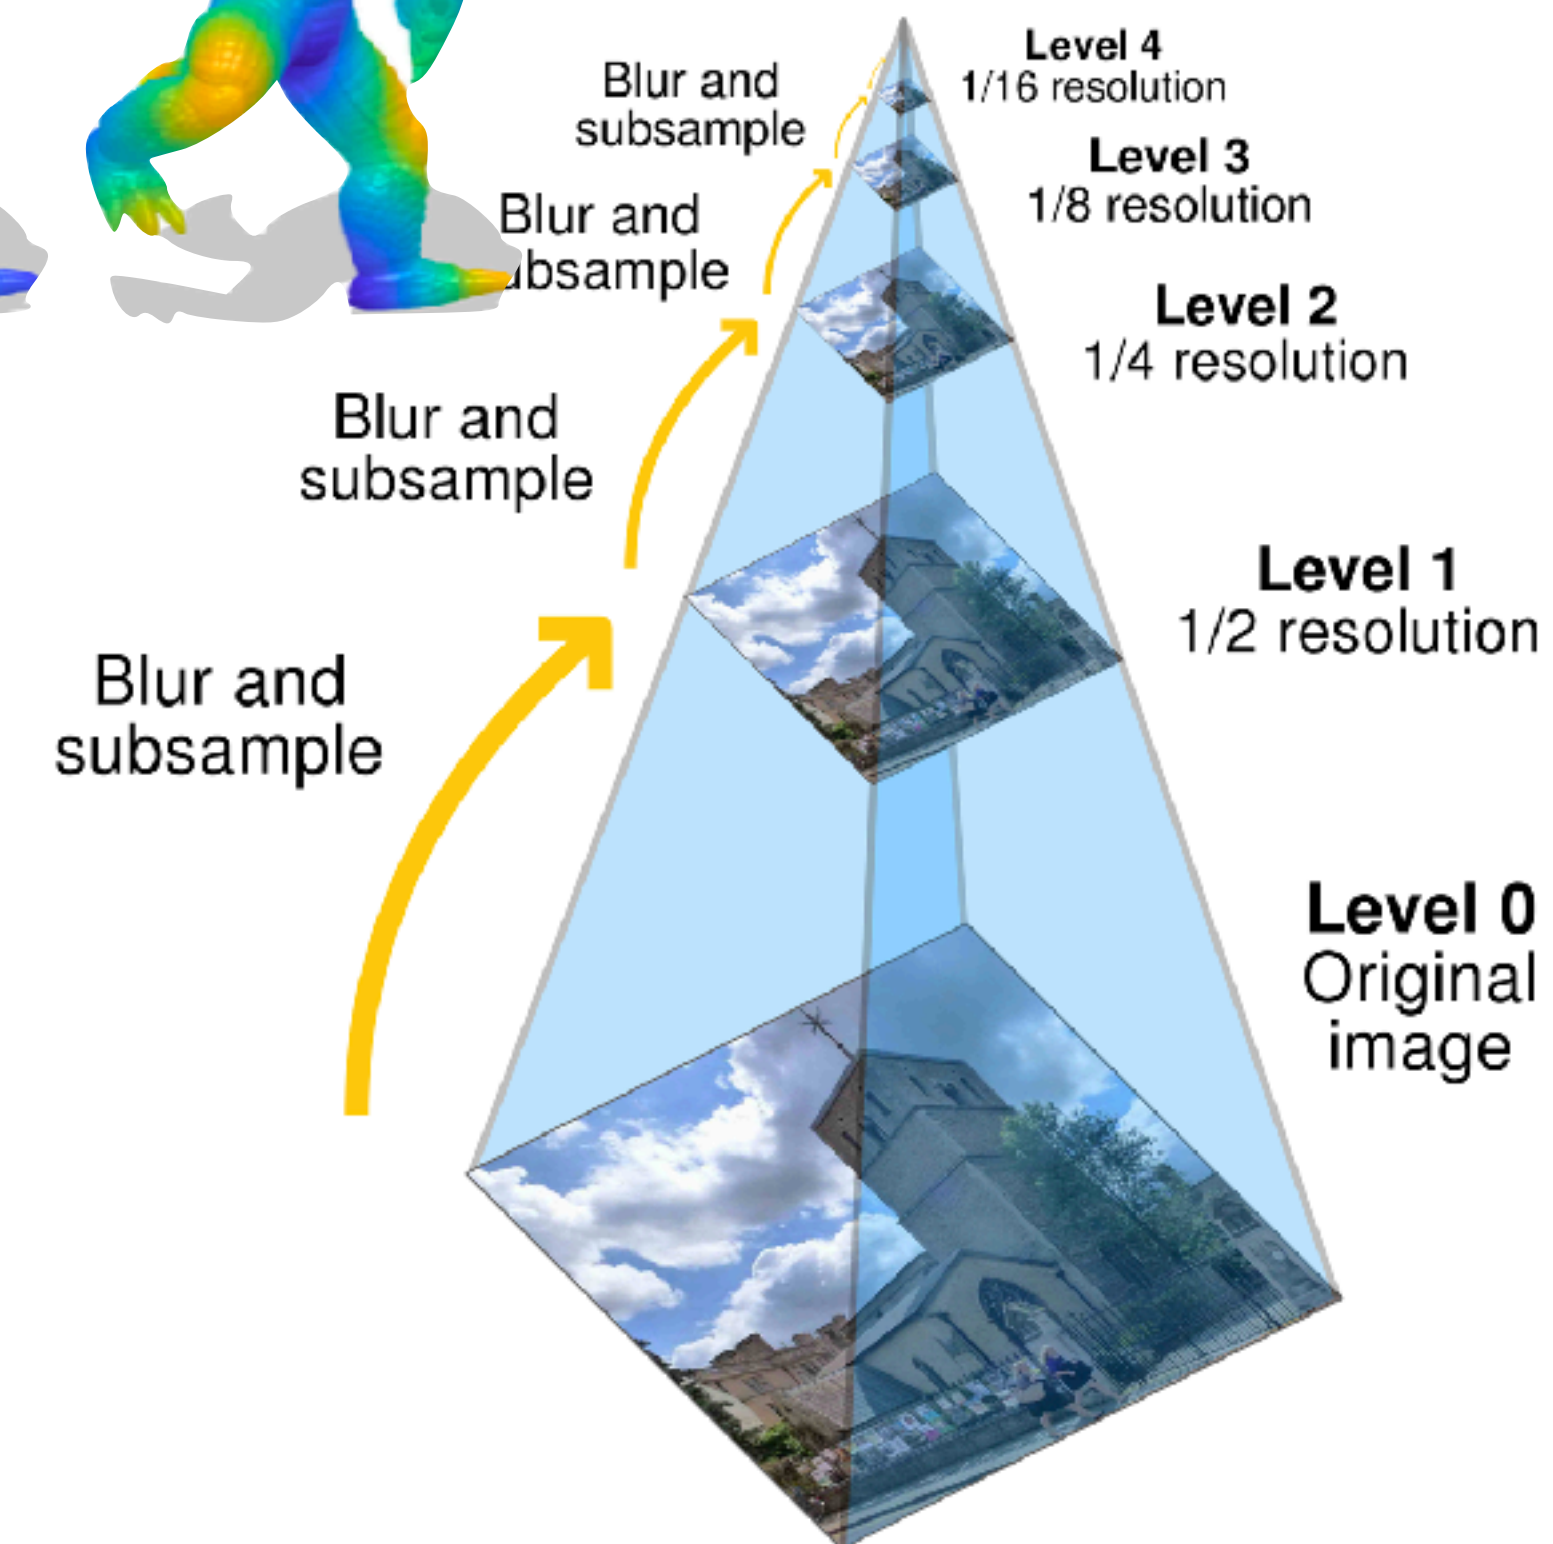 Level 4
1/16 resolution
Blur and
subsample
Level 3
1/8 resolution
Blur and
ubsample
Level 2
1/4 resolution
Blur and
subsample
Level 1
1/2 resolution
Blur and
subsample
Level 0
Original
image